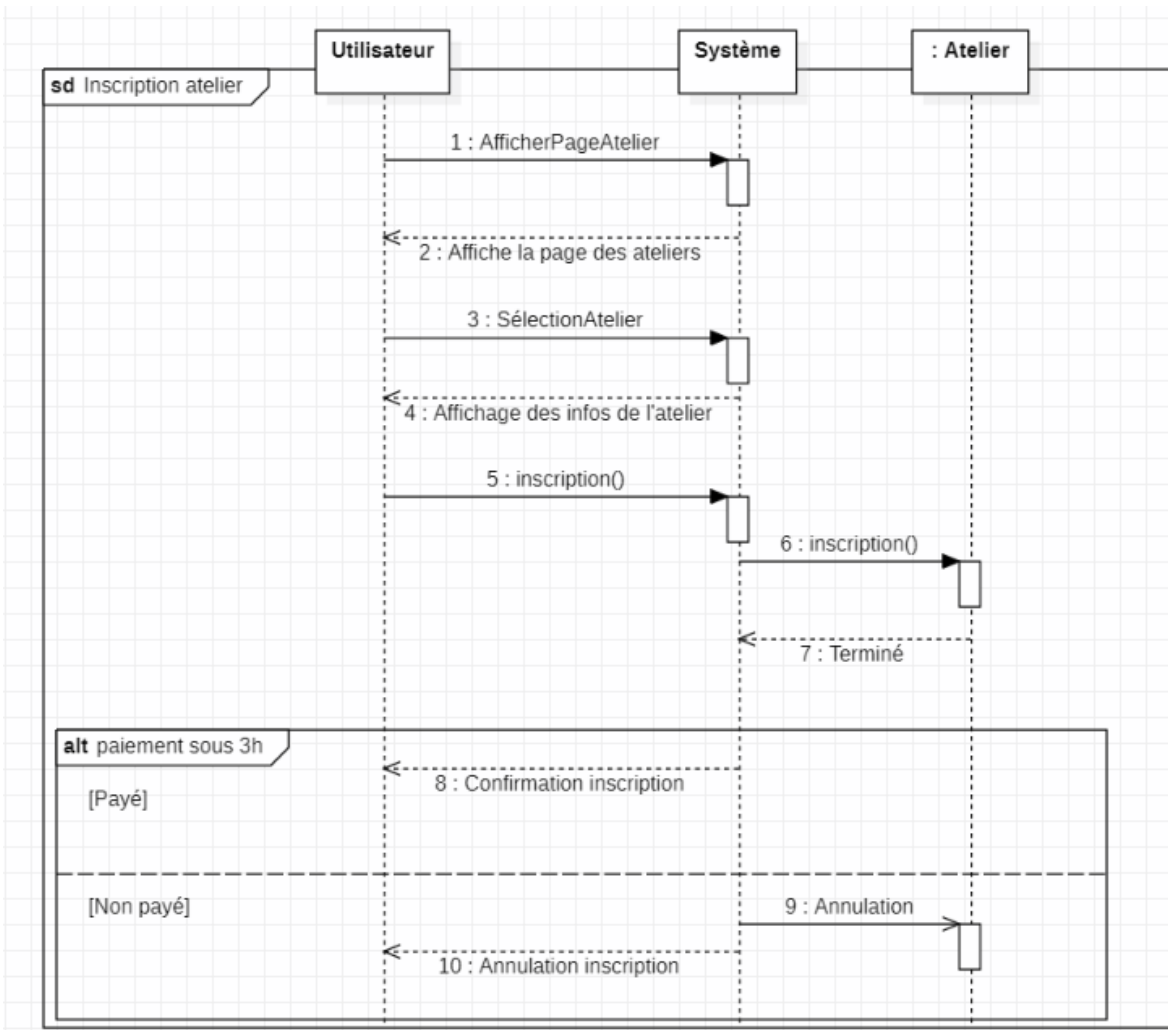 Utilisateur
Système
: Atelier
sd Inscription atelier
1 : AfficherPageAtelier
2 : Affiche la page des ateliers
3 : SélectionAtelier
4 : Affichage des infos de l'atelier
5 : inscription()
6 : inscription()
7 : Terminé
alt paiement sous 3h
8 : Confirmation inscription
[Payé]
[Non payé]
9 : Annulation
10 : Annulation inscription